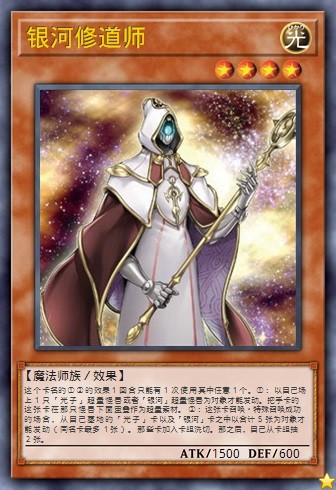 银河修道师
光
【魔法师族／效果】
这个卡名的①②的效果1回合只能有1次使用其中任意1个。①：以自己场
上1只「光子」超量怪兽或者「银河」超量怪兽为对象才能发动。把手卡的
这张卡在那只怪兽下面重叠作为超量素材。②：这张卡召唤·特殊召唤成功
的场合，从自己墓地的「光子」卡以及「银河」卡之中以合计5张为对象才能
发动（同名卡最多1张）。那些卡加入卡组洗切。那之后，自己从卡组抽
2张。
ATK/1500 DEF/600